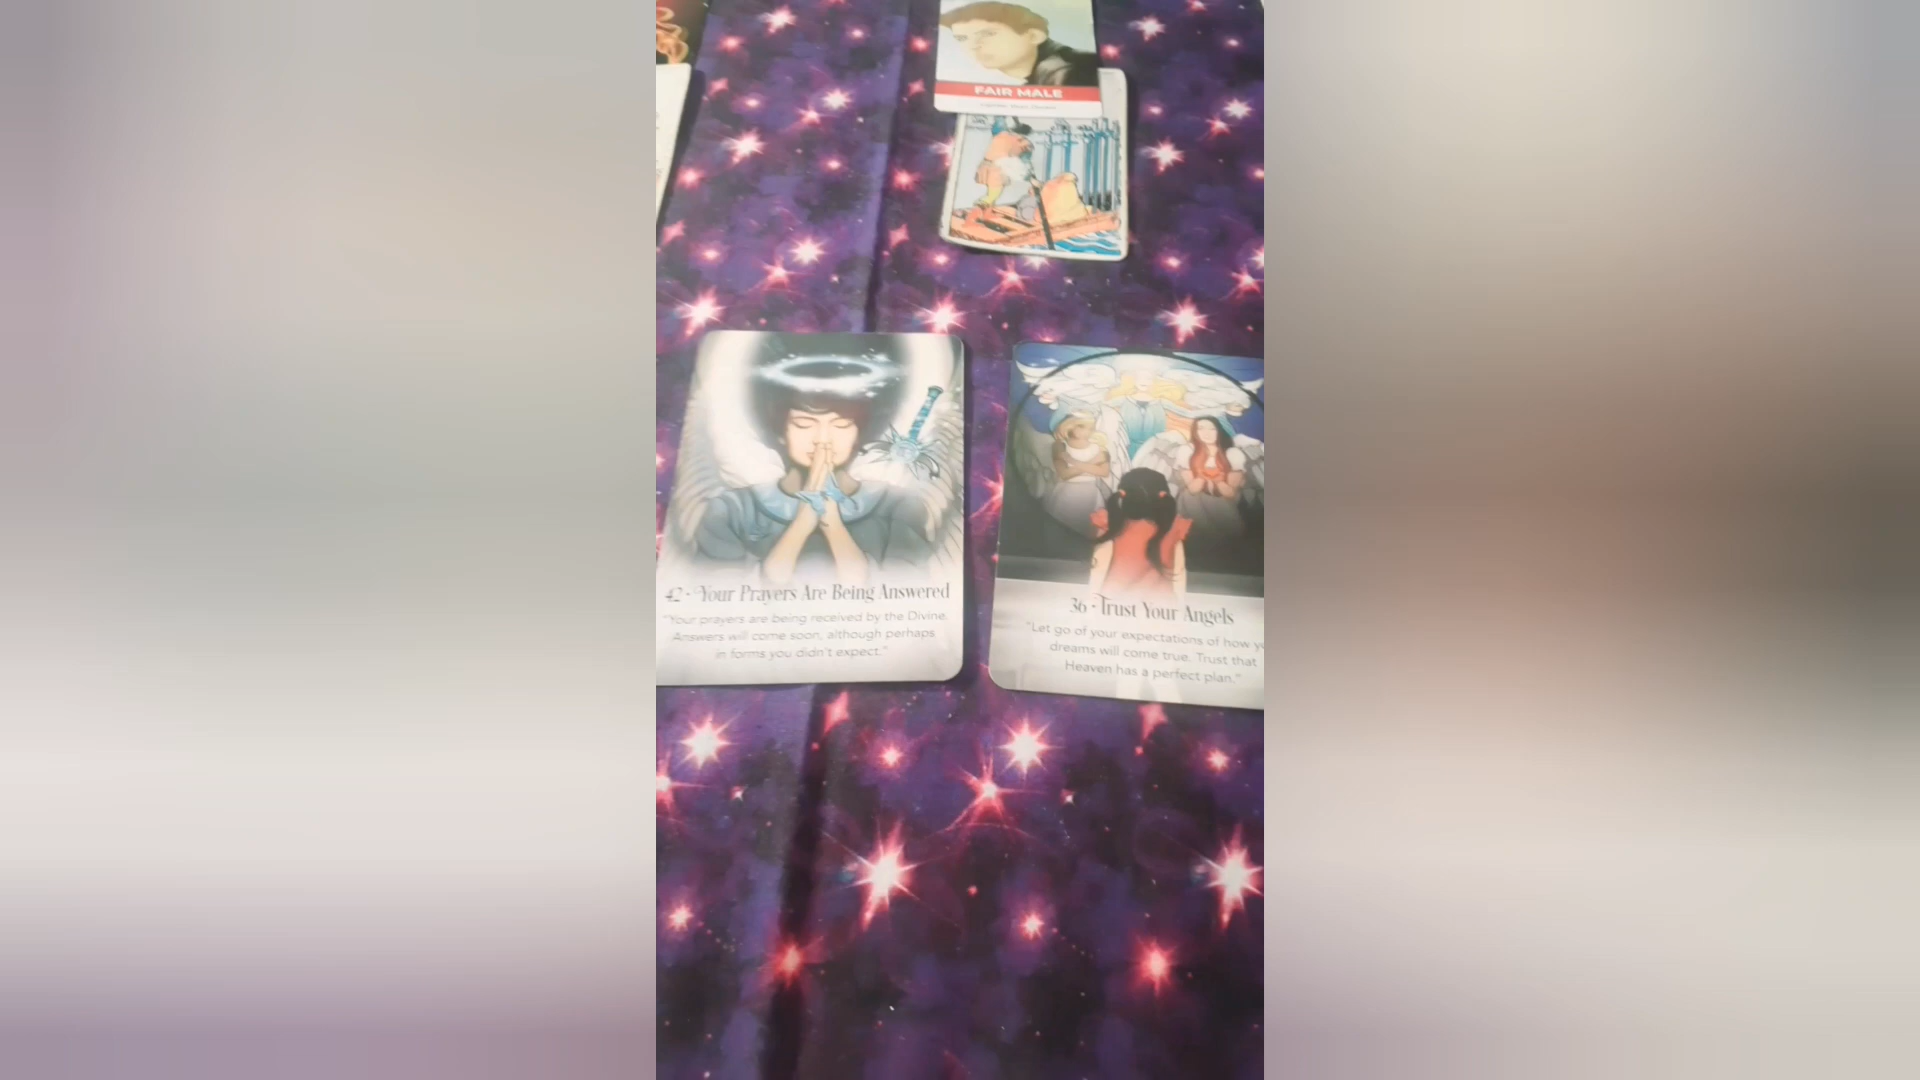 FAIR MALE
42 · Your Prayers Are Being Answered
"Your prayers are being received by the Divine.
Answers will come soon, although perhaps
in forms you didn't expect."
36 · Trust Your Angels
"Let go of your expectations of how y
dreams will come true. Trust that
Heaven has a perfect plan."